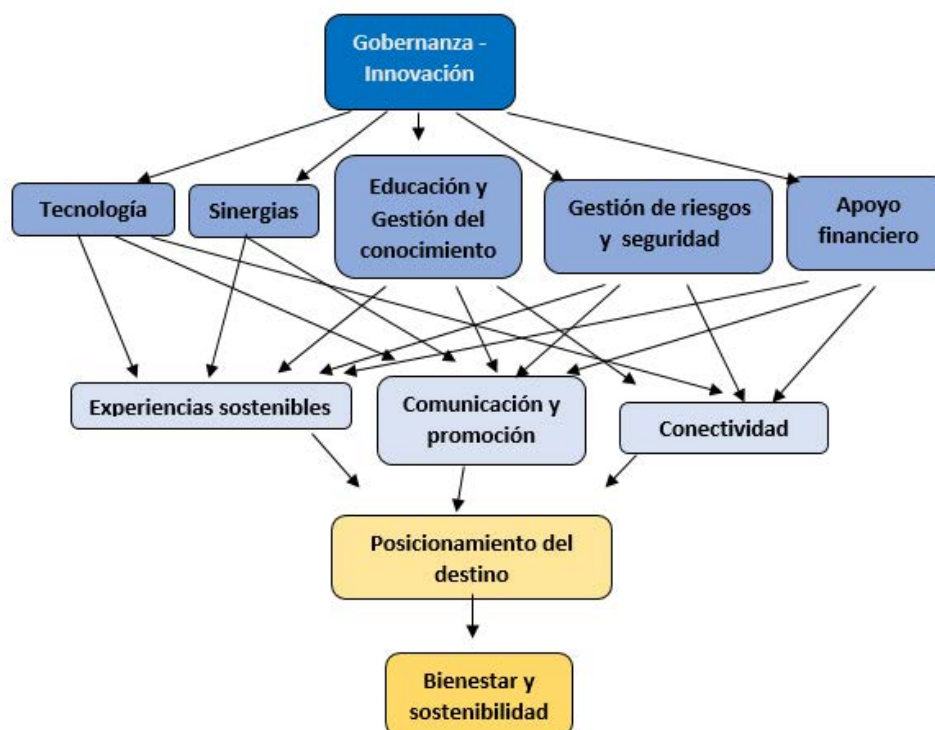 Gobernanza -
Innovación
Tecnología
Sinergias
Educación y
Gestión del
conocimiento
Gestión de riesgos
y seguridad
Apoyo
financiero
Experiencias sostenibles
Comunicación y
promoción
Conectividad
Posicionamiento del
destino
Bienestar y
sostenibilidad